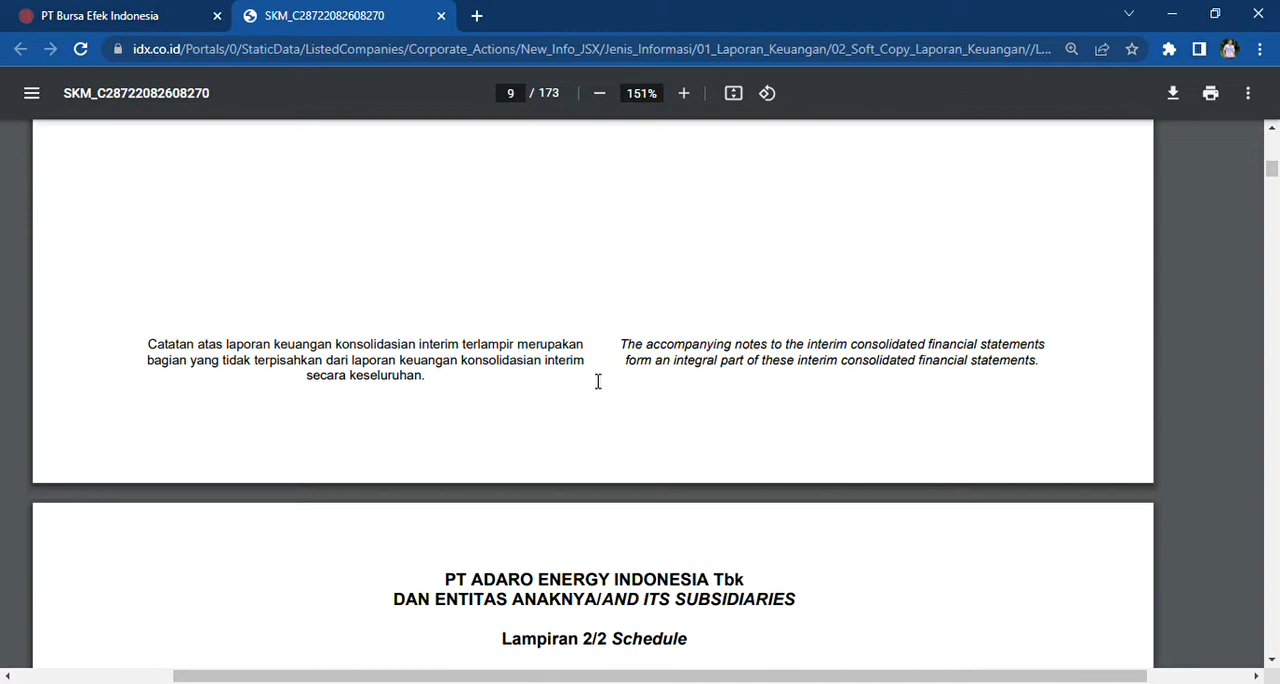 PT Bursa Efek Indonesia
SKM_C28722082608270
idx.co.id/Portals/0/StaticData/ListedCompanies/Corporate_Actions/New_Info_JSX/Jenis_Informasi/01_Laporan_Keuangan/02_Soft_Copy_Laporan_Keuangan//L...
SKM_C28722082608270
9 / 173
151%
Catatan atas laporan keuangan konsolidasian interim terlampir merupakan
bagian yang tidak terpisahkan dari laporan keuangan konsolidasian interim
secara keseluruhan.
The accompanying notes to the interim consolidated financial statements
form an integral part of these interim consolidated financial statements.
PT ADARO ENERGY INDONESIA Tbk
DAN ENTITAS ANAKNYA/AND ITS SUBSIDIARIES
Lampiran 2/2 Schedule